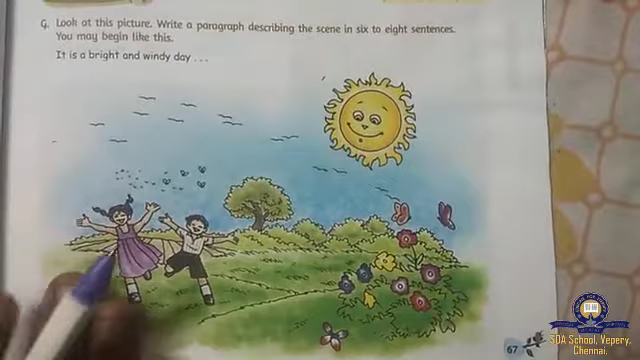 G. Look at this picture. Write a paragraph describing the scene in six to eight sentences.
You may begin like this.
It is a bright and windy day . . .
67
SDA School, Vepery,
Chennai.